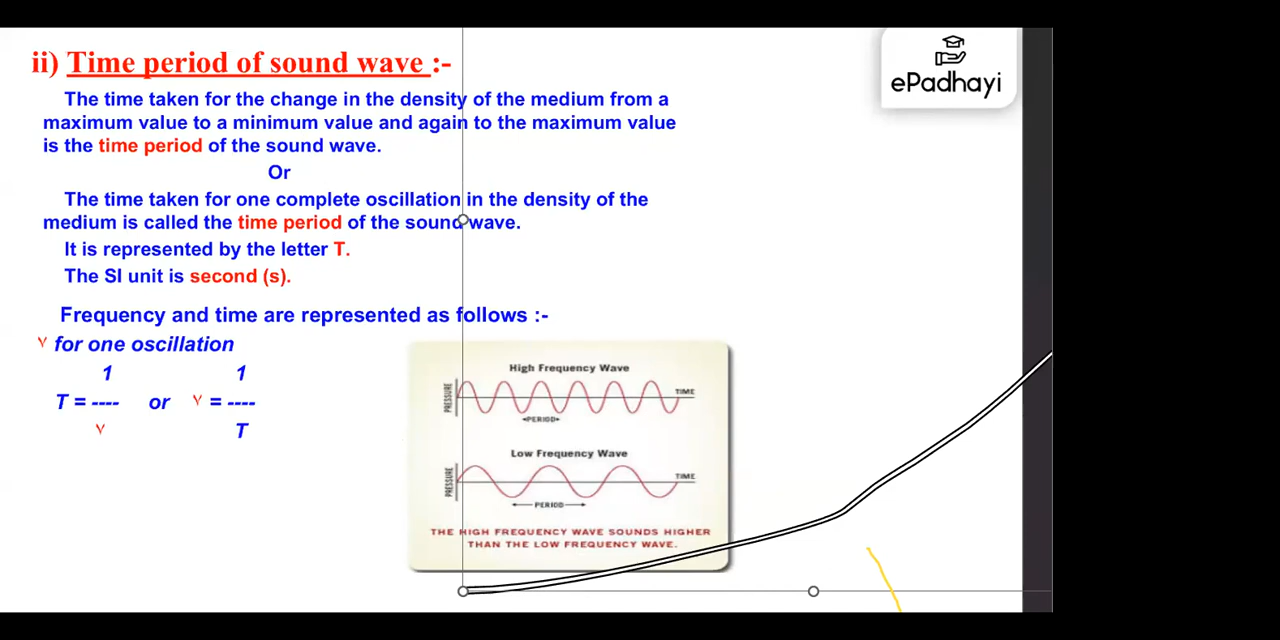 ii) Time period of sound wave :-
ePadhayi
The time taken for the change in the density of the medium from a
maximum value to a minimum value and again to the maximum value
is the time period of the sound wave.
Or
The time taken for one complete oscillation in the density of the
medium is called the time period of the sound wave.
It is represented by the letter T.
The SI unit is second (s).
Frequency and time are represented as follows :-
ץ for one oscillation
1 1
T = ---- or ץ = ----
ץ T
High Frequency Wave
PRESSURE
TIME
PERIOD
Low Frequency Wave
PRESSURE
TIME
PERIOD
THE HIGH FREQUENCY WAVE SOUNDS HIGHER
THAN THE LOW FREQUENCY WAVE.